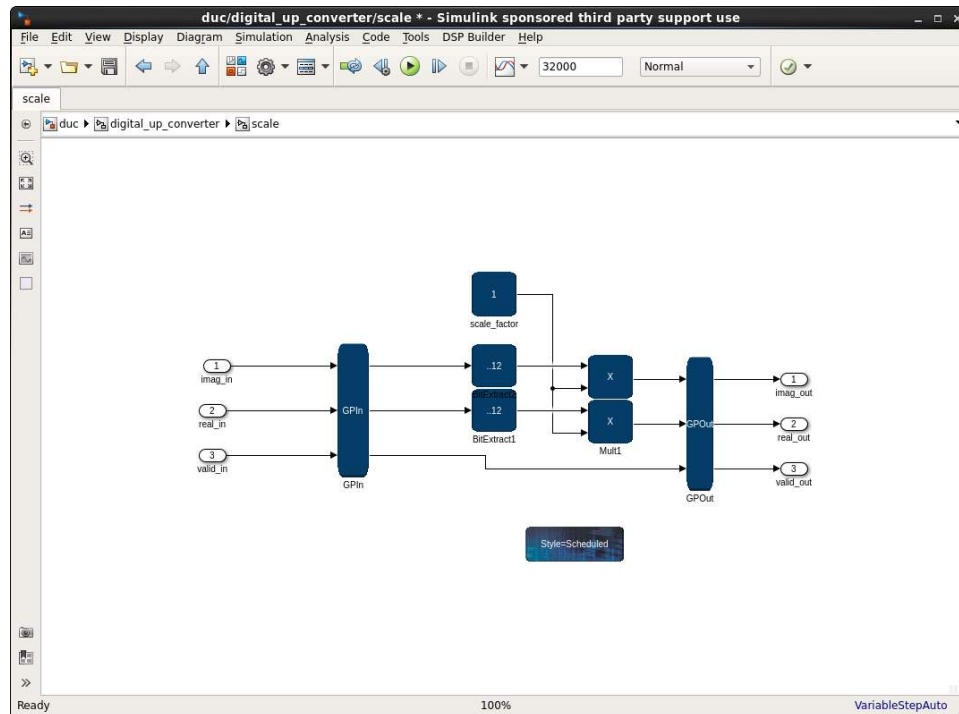 duc/digital_up_converter/scale * - Simulink sponsored third party support use
File Edit View Display Diagram Simulation Analysis Code Tools DSP Builder Help
32000 Normal
scale
duc digital_up_converter scale
1
scale_factor
1
imag_in
2
real_in
3
valid_in
GPIn
GPIn
..12
BitExtract2
..12
BitExtract1
X
X
Mult1
GPOut
GPOut
1
imag_out
2
real_out
3
valid_out
Style=Scheduled
Ready 100% VariableStepAuto